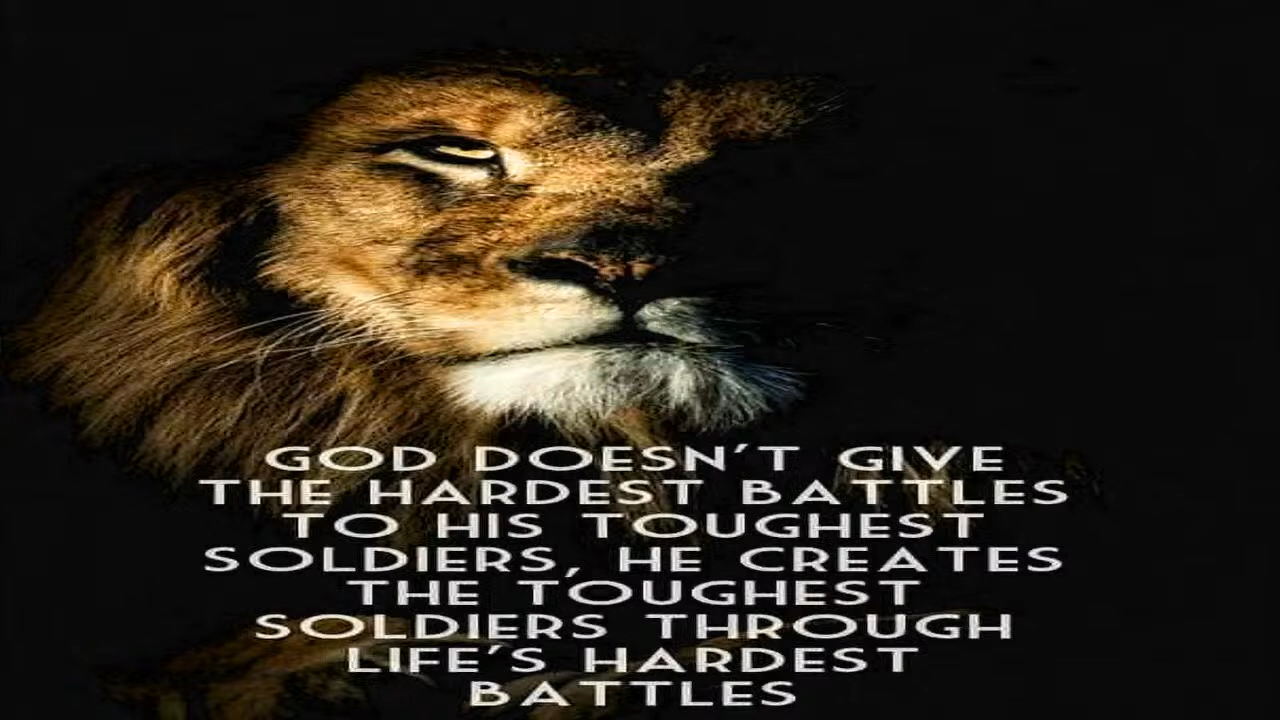 GOD DOESN'T GIVE
THE HARDEST BATTLES
TO HIS TOUGHEST
SOLDIERS, HE CREATES
THE TOUGHEST
SOLDIERS THROUGH
LIFE'S HARDEST
BATTLES